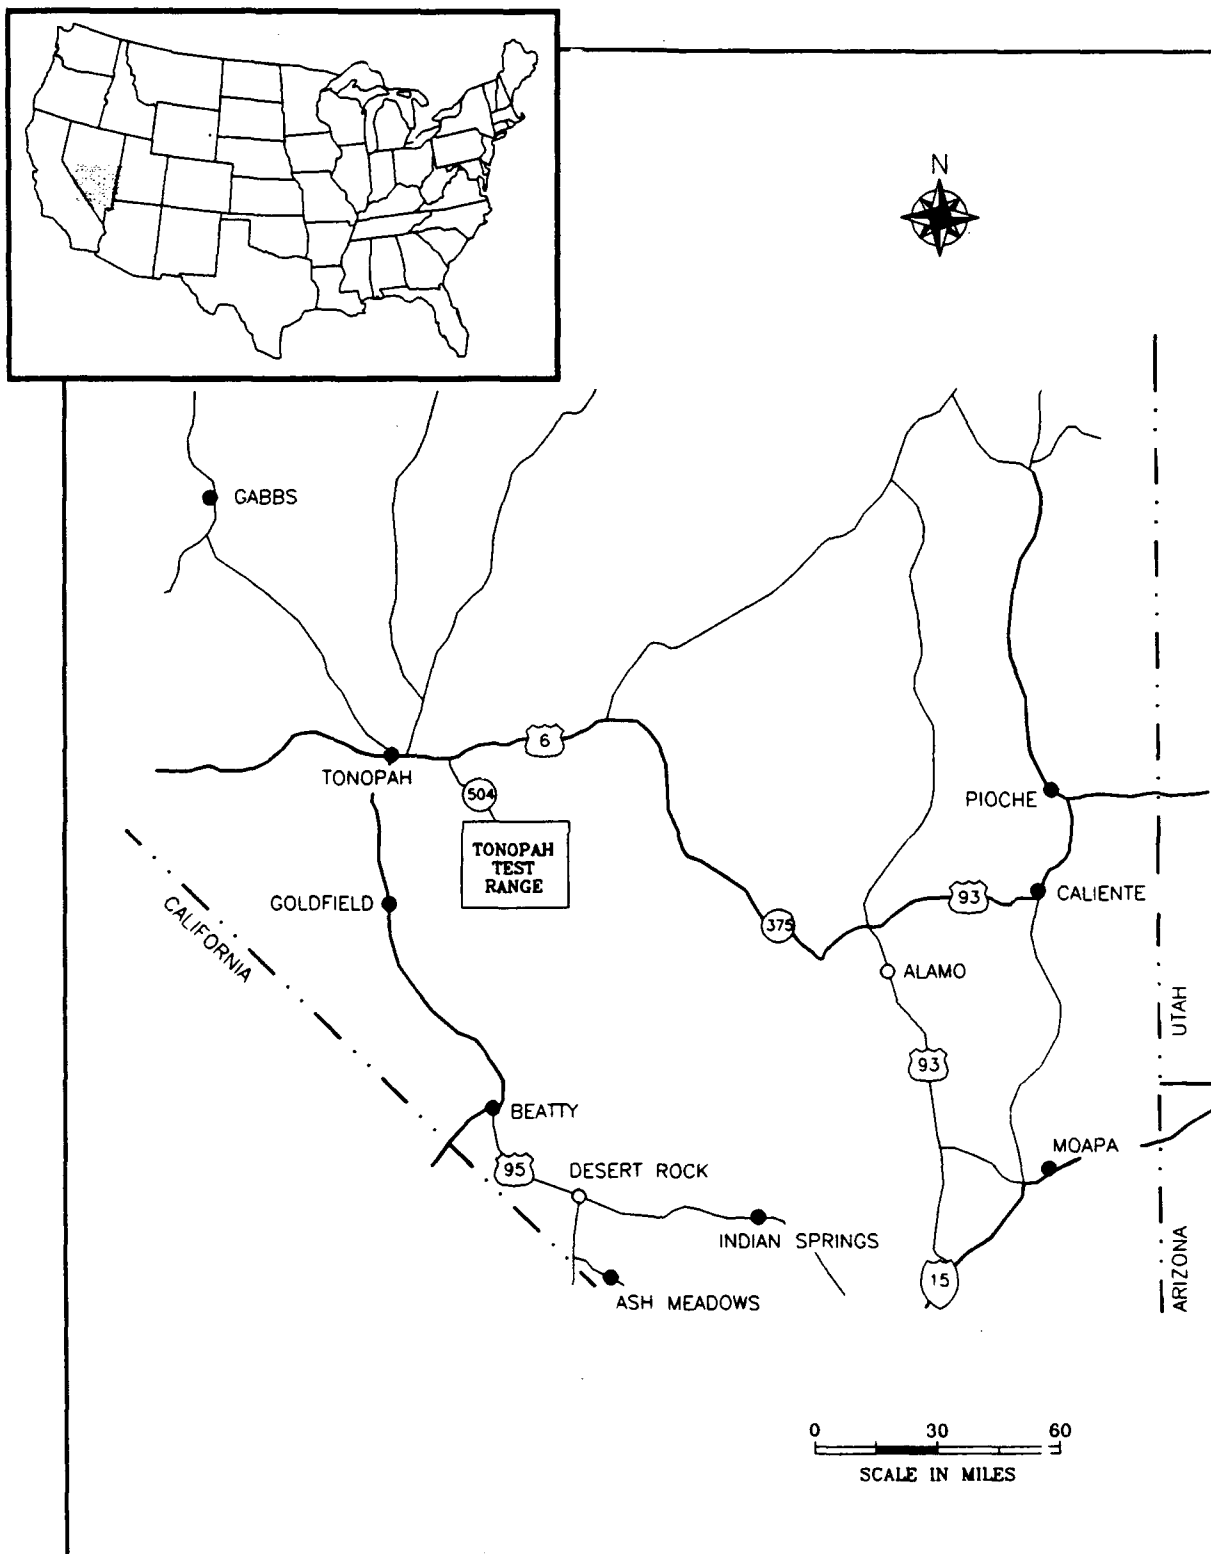 N
GABBS
6
TONOPAH
504
PIOCHE
TONOPAH
TEST
RANGE
GOLDFIELD
93
CALIENTE
375
CALIFORNIA
ALAMO
UTAH
93
BEATTY
MOAPA
95
DESERT ROCK
INDIAN SPRINGS
ARIZONA
15
ASH MEADOWS
0 30 60
SCALE IN MILES